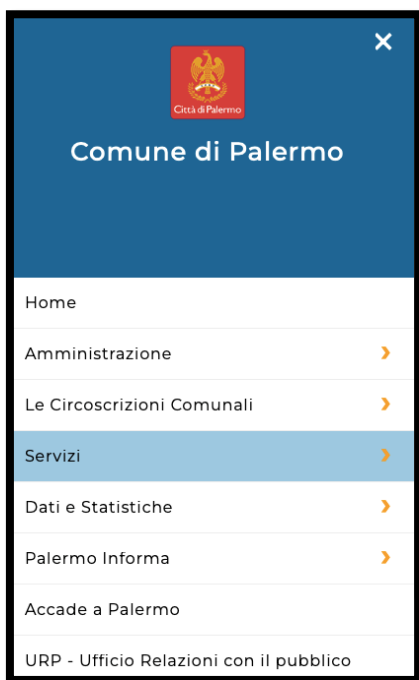 ×
Città di Palermo
Comune di Palermo
Home
Amministrazione
Le Circoscrizioni Comunali
Servizi
Dati e Statistiche
Palermo Informa
Accade a Palermo
URP - Ufficio Relazioni con il pubblico